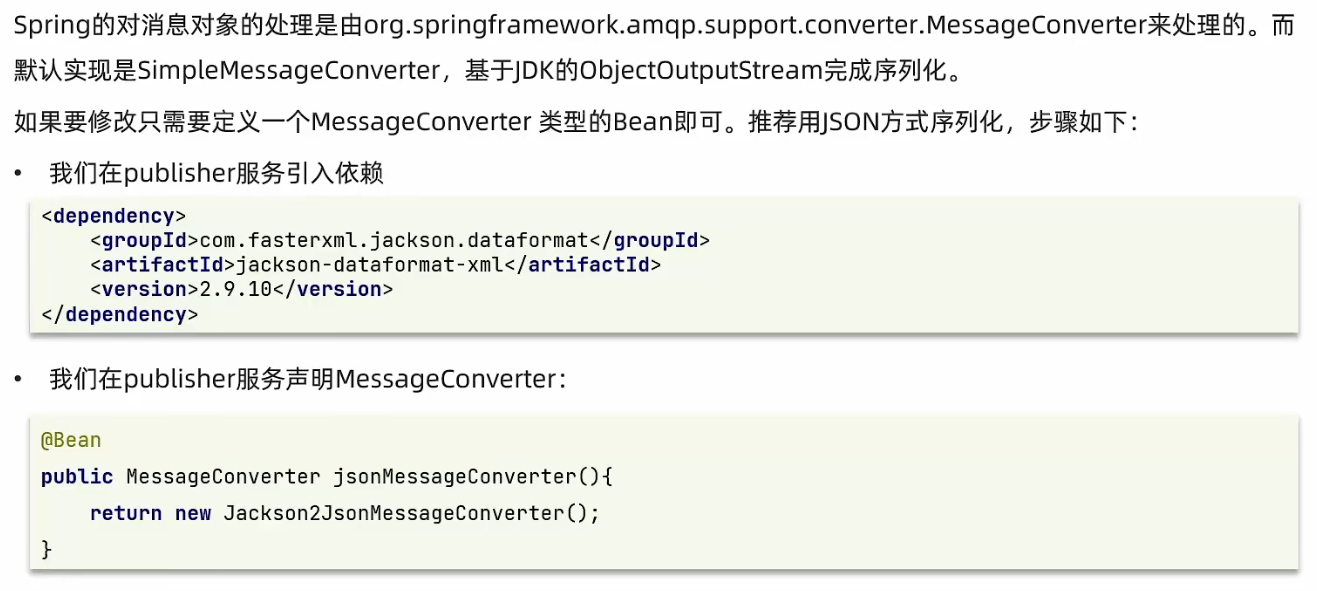 Spring的对消息对象的处理是由org.springframework.amqp.support.converter.MessageConverter来处理的。而
默认实现是SimpleMessageConverter，基于JDK的ObjectOutputStream完成序列化。
如果要修改只需要定义一个MessageConverter 类型的Bean即可。推荐用JSON方式序列化，步骤如下：
• 我们在publisher服务引入依赖
<dependency>
    <groupId>com.fasterxml.jackson.dataformat</groupId>
    <artifactId>jackson-dataformat-xml</artifactId>
    <version>2.9.10</version>
</dependency>
• 我们在publisher服务声明MessageConverter：
@Bean
public MessageConverter jsonMessageConverter(){
    return new Jackson2JsonMessageConverter();
}